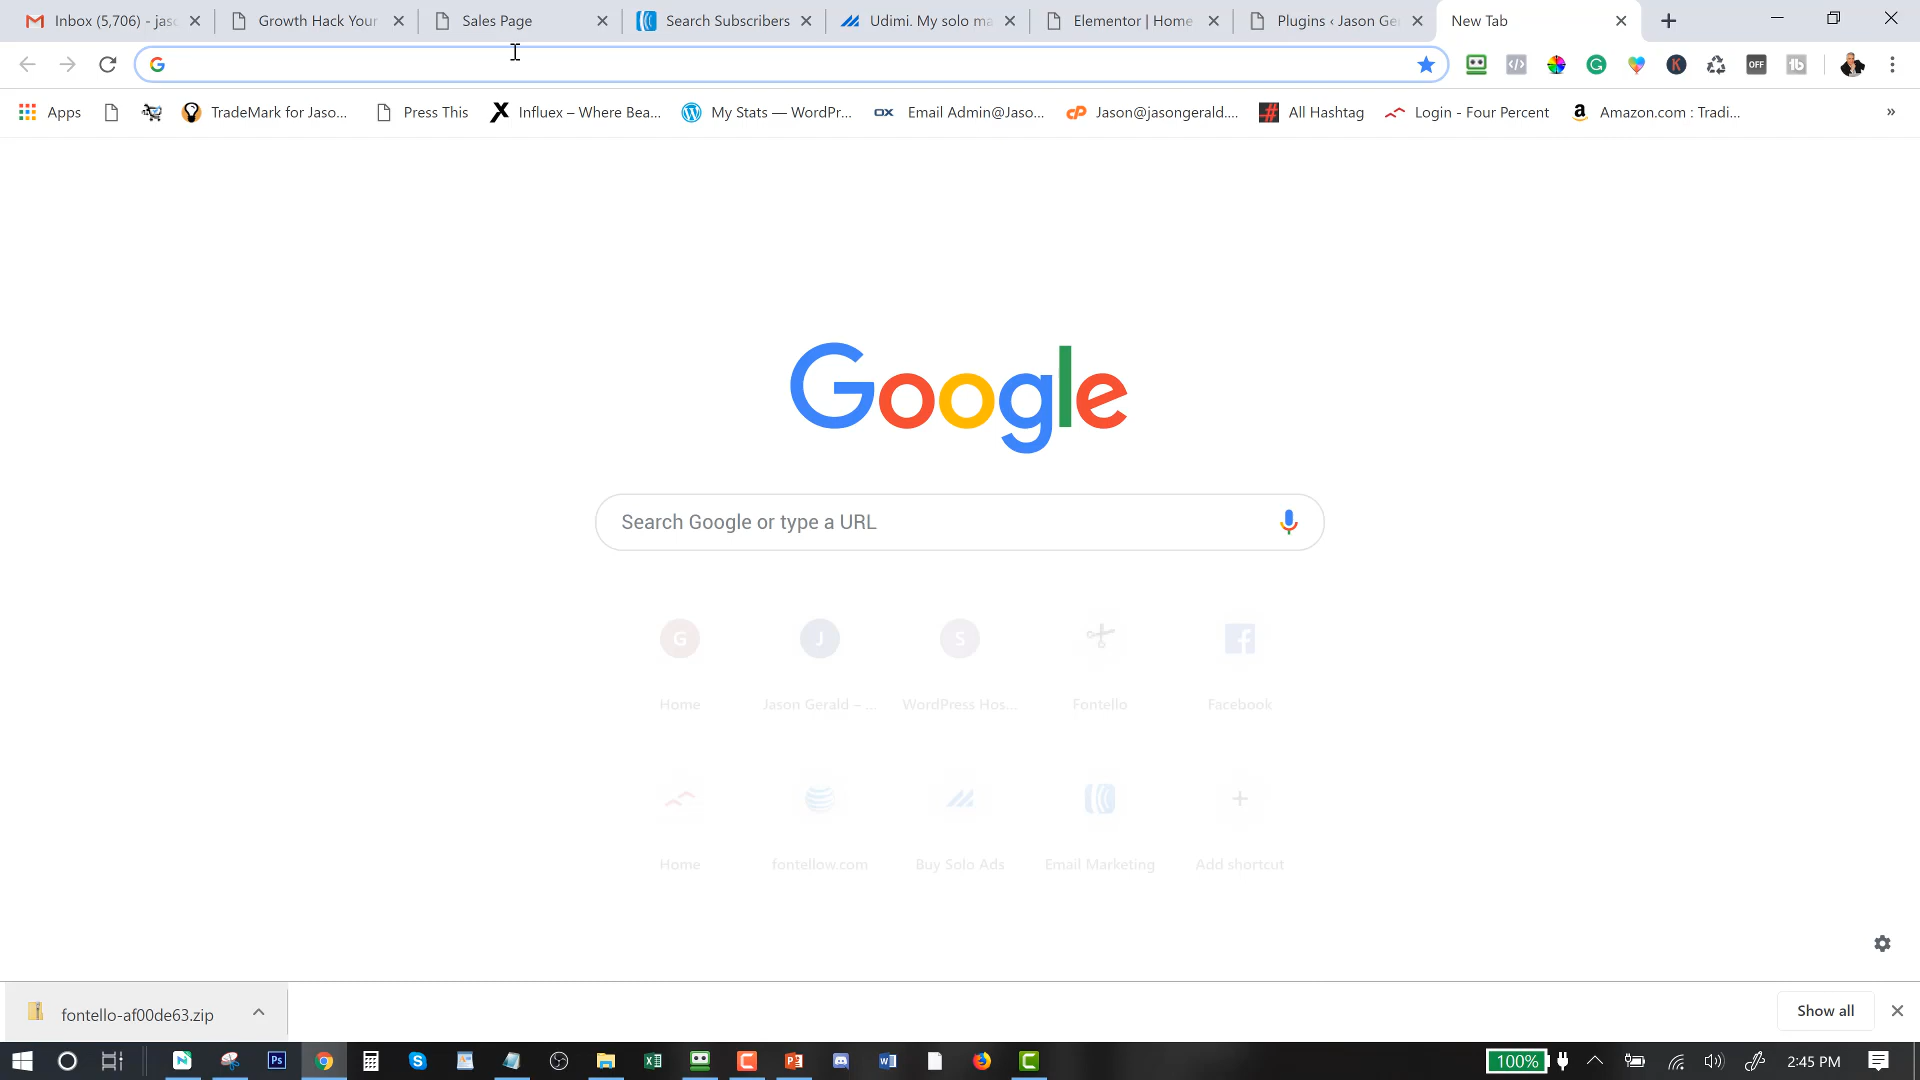 Inbox (5,706) - jaso
Growth Hack Your
Sales Page
Search Subscribers
Udimi. My solo ma
Elementor | Home
Plugins ‹ Jason Ge
New Tab
Apps
TradeMark for Jaso...
Press This
Influex – Where Bea...
My Stats — WordPr...
OX
Email Admin@Jaso...
cP
Jason@jasongerald....
All Hashtag
Login - Four Percent
Amazon.com : Tradi...
»
Google
Search Google or type a URL
G
J
S
Home
Jason Gerald – ...
WordPress Hos...
Fontello
Facebook
Home
fontellow.com
Buy Solo Ads
Email Marketing
Add shortcut
fontello-af00de63.zip
Show all
100%
2:45 PM